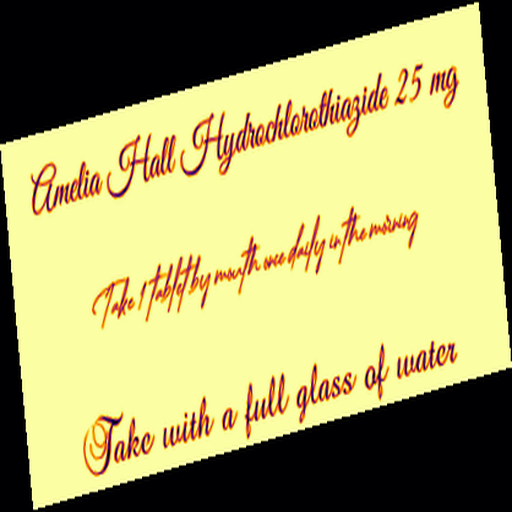 Amelia Hall Hydrochlorothiazide 25 mg
Take 1 tablet by mouth once daily in the morning
Take with a full glass of water